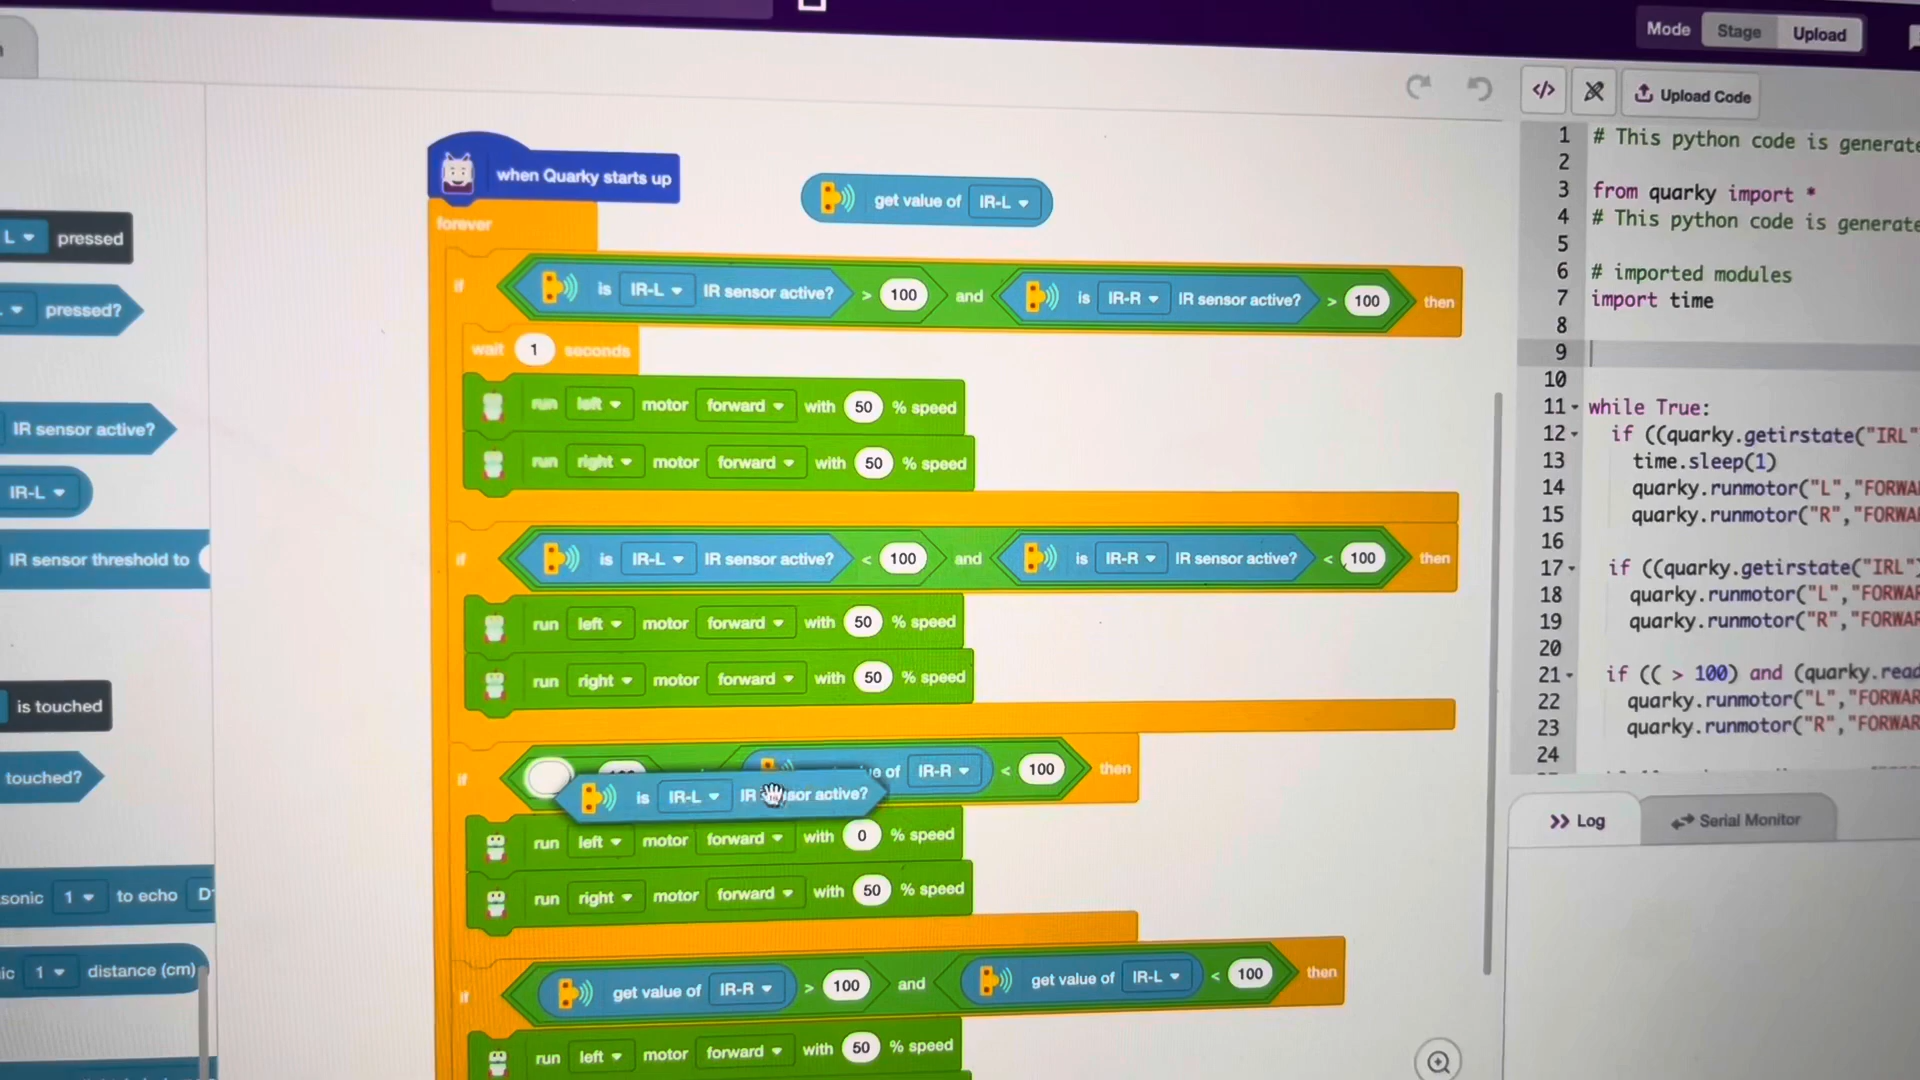 Mode Stage Upload
Upload Code
when Quarky starts up
get value of IR-L
forever
if is IR-L IR sensor active? > 100 and is IR-R IR sensor active? > 100 then
wait 1 seconds
run left motor forward with 50 % speed
run right motor forward with 50 % speed
if is IR-L IR sensor active? < 100 and is IR-R IR sensor active? < 100 then
run left motor forward with 50 % speed
run right motor forward with 50 % speed
if of IR-R < 100 then
is IR-L IR sensor active?
run left motor forward with 0 % speed
run right motor forward with 50 % speed
if get value of IR-R > 100 and get value of IR-L < 100 then
run left motor forward with 50 % speed
L pressed
pressed?
IR sensor active?
IR-L
IR sensor threshold to
is touched
touched?
sonic 1 to echo D
ic 1 distance (cm)
1 # This python code is generate
2
3 from quarky import *
4 # This python code is generate
5
6 # imported modules
7 import time
8
9
10
11 while True:
12 if ((quarky.getirstate("IRL"
13 time.sleep(1)
14 quarky.runmotor("L","FORWA
15 quarky.runmotor("R","FORWA
16
17 if ((quarky.getirstate("IRL")
18 quarky.runmotor("L","FORWA
19 quarky.runmotor("R","FORWAR
20
21 if (( > 100) and (quarky.read
22 quarky.runmotor("L","FORWAR
23 quarky.runmotor("R","FORWAR
24
Log
Serial Monitor